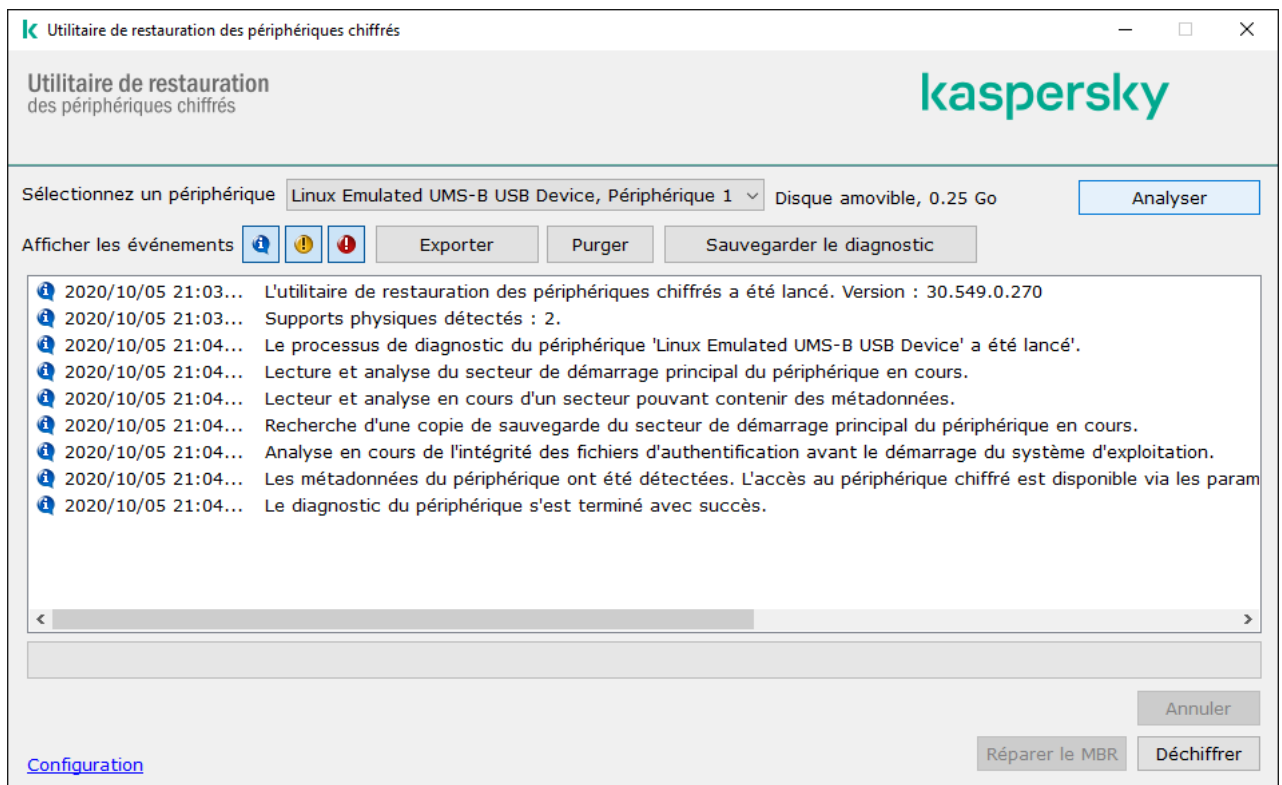 Utilitaire de restauration des périphériques chiffrés
Utilitaire de restauration
des périphériques chiffrés
kaspersky
Sélectionnez un périphérique Linux Emulated UMS-B USB Device, Périphérique 1 Disque amovible, 0.25 Go Analyser
Afficher les événements Exporter Purger Sauvegarder le diagnostic
2020/10/05 21:03... L'utilitaire de restauration des périphériques chiffrés a été lancé. Version : 30.549.0.270
2020/10/05 21:03... Supports physiques détectés : 2.
2020/10/05 21:04... Le processus de diagnostic du périphérique 'Linux Emulated UMS-B USB Device' a été lancé'.
2020/10/05 21:04... Lecture et analyse du secteur de démarrage principal du périphérique en cours.
2020/10/05 21:04... Lecteur et analyse en cours d'un secteur pouvant contenir des métadonnées.
2020/10/05 21:04... Recherche d'une copie de sauvegarde du secteur de démarrage principal du périphérique en cours.
2020/10/05 21:04... Analyse en cours de l'intégrité des fichiers d'authentification avant le démarrage du système d'exploitation.
2020/10/05 21:04... Les métadonnées du périphérique ont été détectées. L'accès au périphérique chiffré est disponible via les param
2020/10/05 21:04... Le diagnostic du périphérique s'est terminé avec succès.
Annuler
Configuration Réparer le MBR Déchiffrer